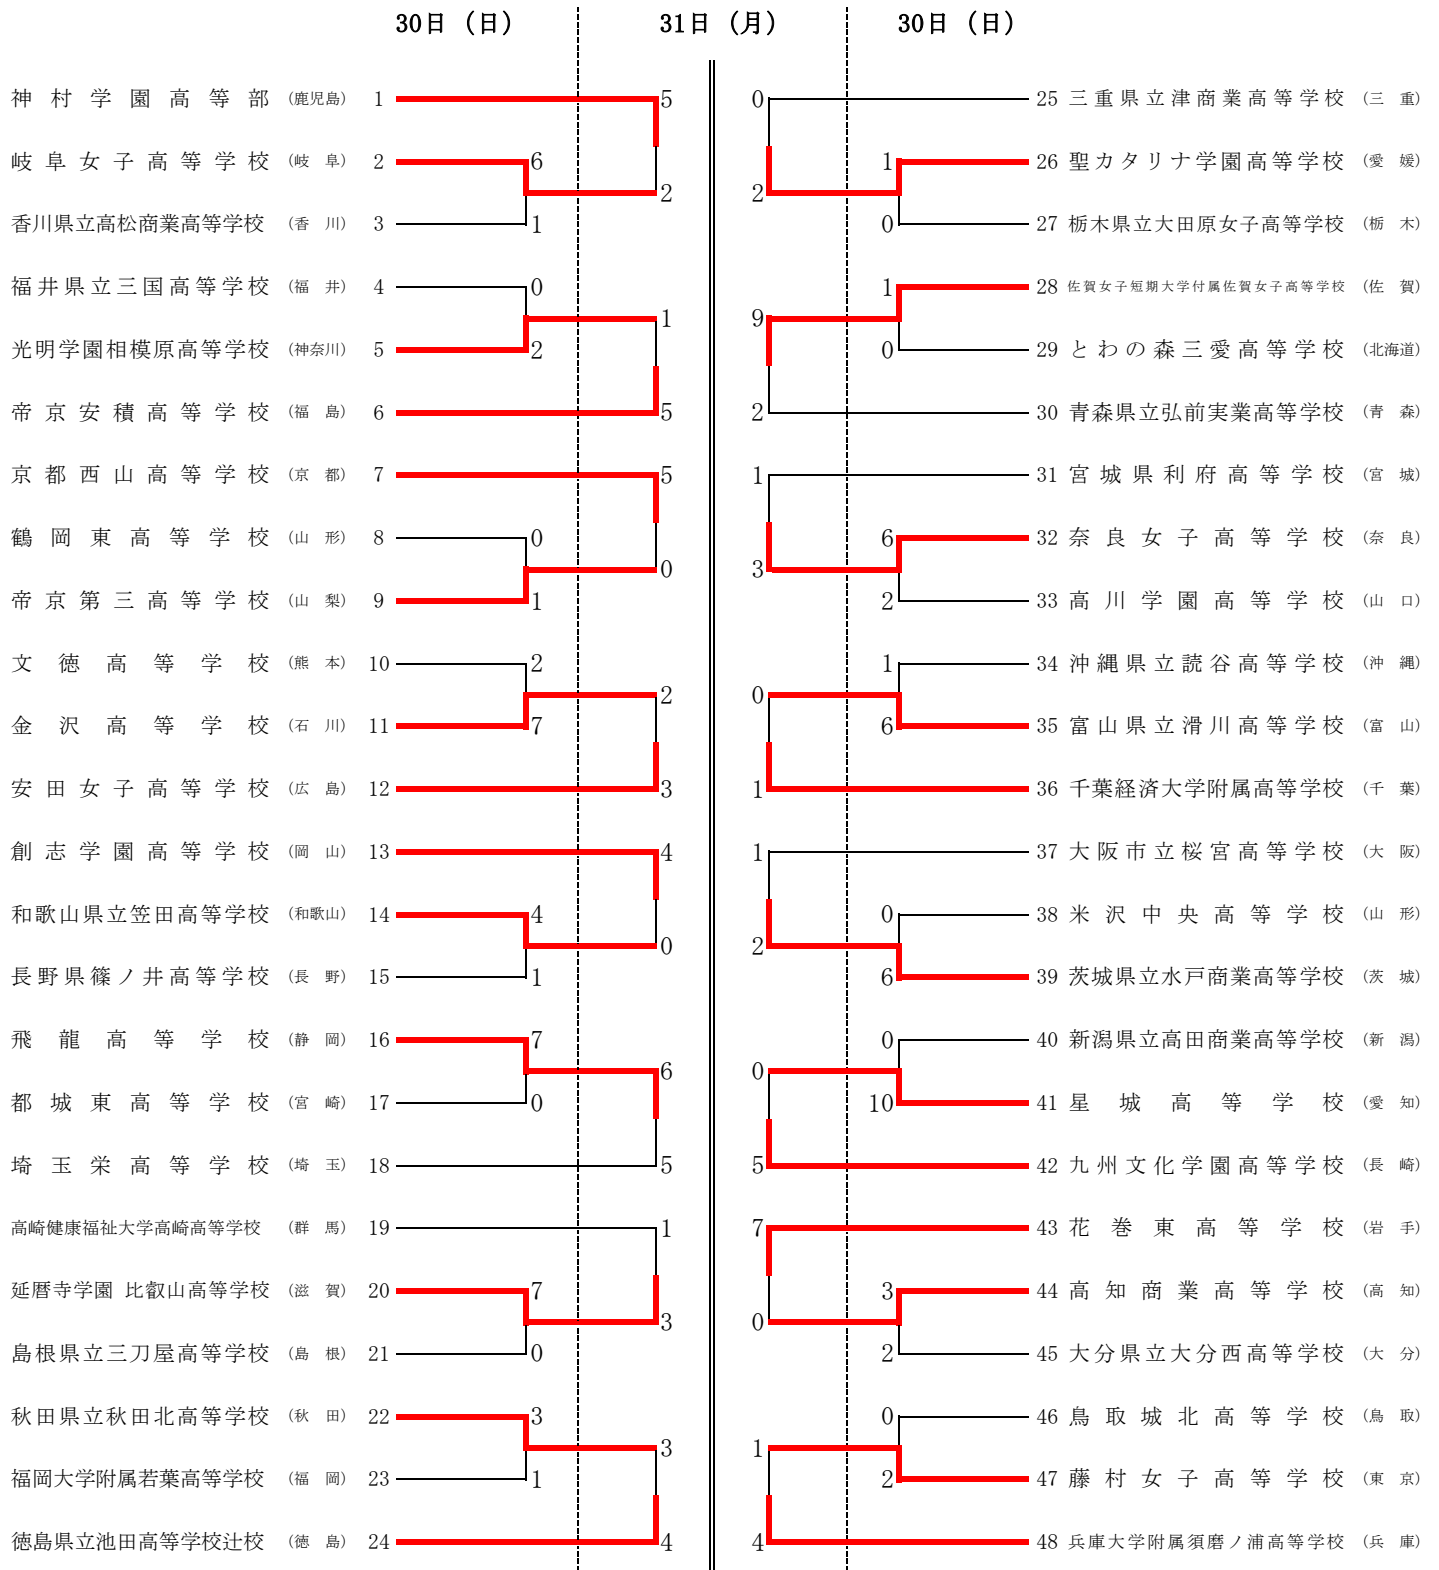 30日（日） 31日（月） 30日（日）
神村学園高等部 （鹿児島） 1 5 0 25 三重県立津商業高等学校 （三重）
岐阜女子高等学校 （岐阜） 2 6 1 26 聖カタリナ学園高等学校 （愛媛）
2 2
香川県立高松商業高等学校 （香川） 3 1 0 27 栃木県立大田原女子高等学校 （栃木）
福井県立三国高等学校 （福井） 4 0 1 28 佐賀女子短期大学付属佐賀女子高等学校 （佐賀）
1 9
光明学園相模原高等学校 （神奈川） 5 2 0 29 とわの森三愛高等学校 （北海道）
帝京安積高等学校 （福島） 6 5 2 30 青森県立弘前実業高等学校 （青森）
京都西山高等学校 （京都） 7 5 1 31 宮城県利府高等学校 （宮城）
鶴岡東高等学校 （山形） 8 0 6 32 奈良女子高等学校 （奈良）
0 3
帝京第三高等学校 （山梨） 9 1 2 33 高川学園高等学校 （山口）
文徳高等学校 （熊本） 10 2 1 34 沖縄県立読谷高等学校 （沖縄）
2 0
金沢高等学校 （石川） 11 7 6 35 富山県立滑川高等学校 （富山）
安田女子高等学校 （広島） 12 3 1 36 千葉経済大学附属高等学校 （千葉）
創志学園高等学校 （岡山） 13 4 1 37 大阪市立桜宮高等学校 （大阪）
和歌山県立笠田高等学校 （和歌山） 14 4 0 38 米沢中央高等学校 （山形）
0 2
長野県篠ノ井高等学校 （長野） 15 1 6 39 茨城県立水戸商業高等学校 （茨城）
飛龍高等学校 （静岡） 16 7 0 40 新潟県立高田商業高等学校 （新潟）
6 0
都城東高等学校 （宮崎） 17 0 10 41 星城高等学校 （愛知）
埼玉栄高等学校 （埼玉） 18 5 5 42 九州文化学園高等学校 （長崎）
高崎健康福祉大学高崎高等学校 （群馬） 19 1 7 43 花巻東高等学校 （岩手）
延暦寺学園 比叡山高等学校 （滋賀） 20 7 3 44 高知商業高等学校 （高知）
3 0
島根県立三刀屋高等学校 （島根） 21 0 2 45 大分県立大分西高等学校 （大分）
秋田県立秋田北高等学校 （秋田） 22 3 0 46 鳥取城北高等学校 （鳥取）
3 1
福岡大学附属若葉高等学校 （福岡） 23 1 2 47 藤村女子高等学校 （東京）
徳島県立池田高等学校辻校 （徳島） 24 4 4 48 兵庫大学附属須磨ノ浦高等学校 （兵庫）